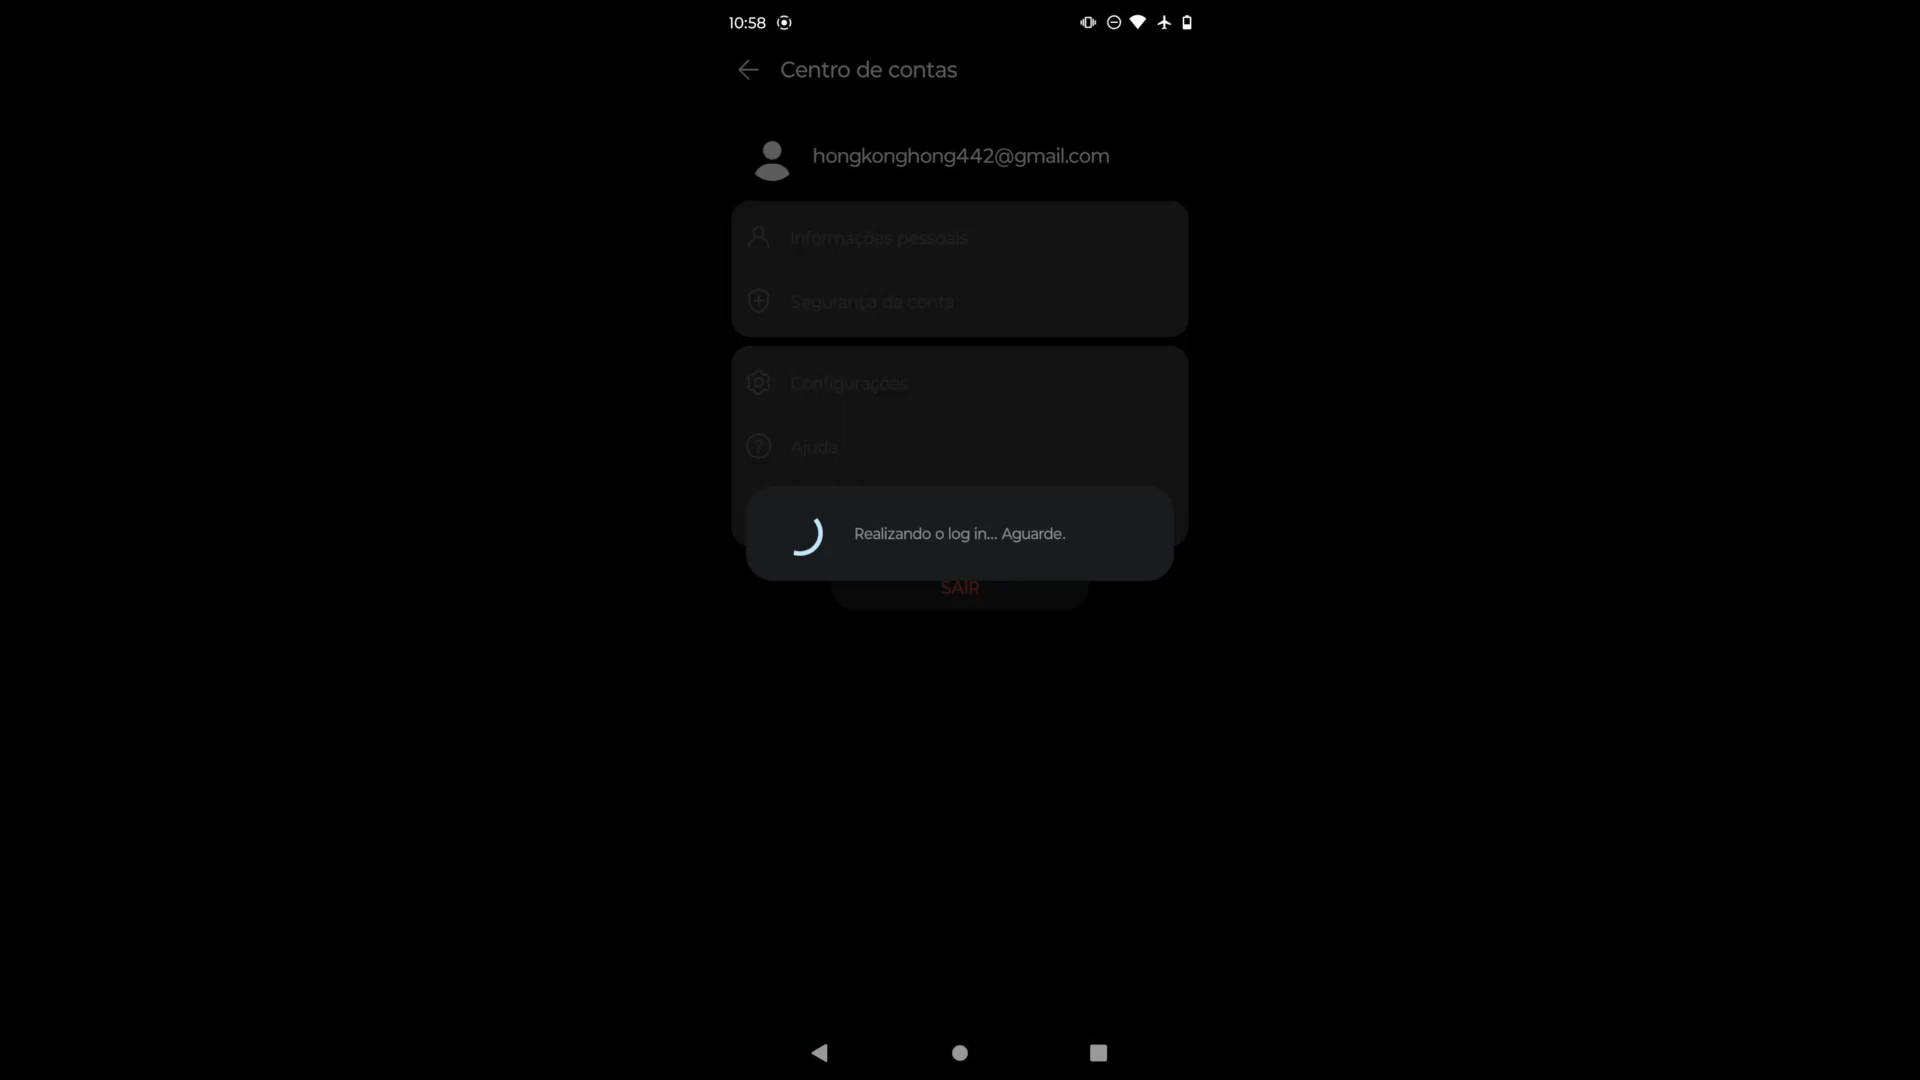 10:58
Centro de contas
hongkonghong442@gmail.com
Informações pessoais
Segurança da conta
Configurações
Ajuda
Realizando o log in... Aguarde.
SAIR